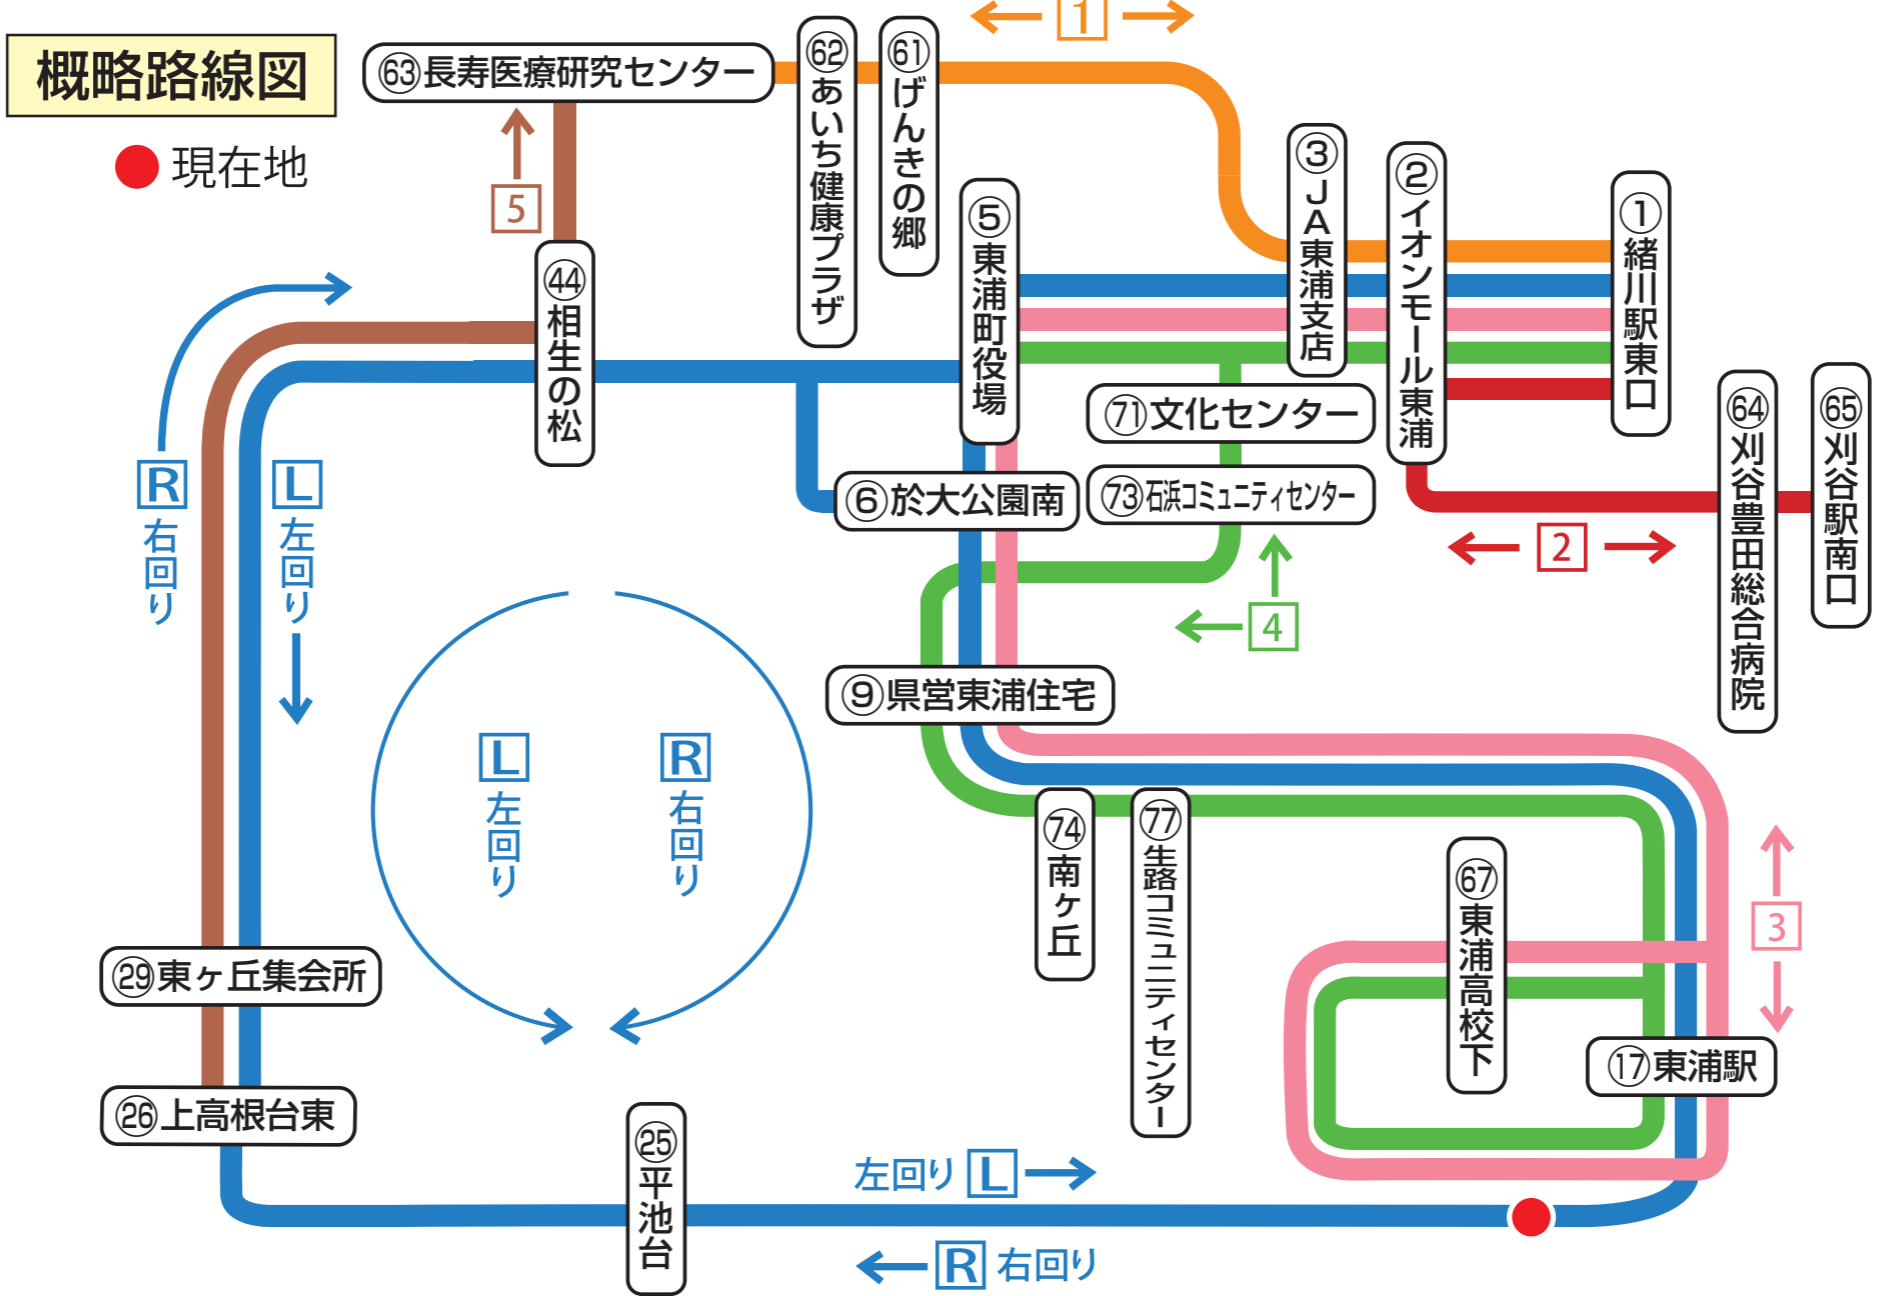 概略路線図
現在地
1
㊿+13長寿医療研究センター
62あいち健康プラザ
61げんきの郷
③JA東浦支店
②イオンモール東浦
①緒川駅東口
⑤東浦町役場
5
㊹相生の松
71文化センター
73石浜コミュニティセンター
64刈谷豊田総合病院
65刈谷駅南口
R
右回り
L
左回り
⑥於大公園南
2
4
⑨県営東浦住宅
L
左回り
R
右回り
74南ヶ丘
77生路コミュニティセンター
67東浦高校下
3
㉙東ヶ丘集会所
⑰東浦駅
㉖上高根台東
㉕平池台
左回り L
R 右回り